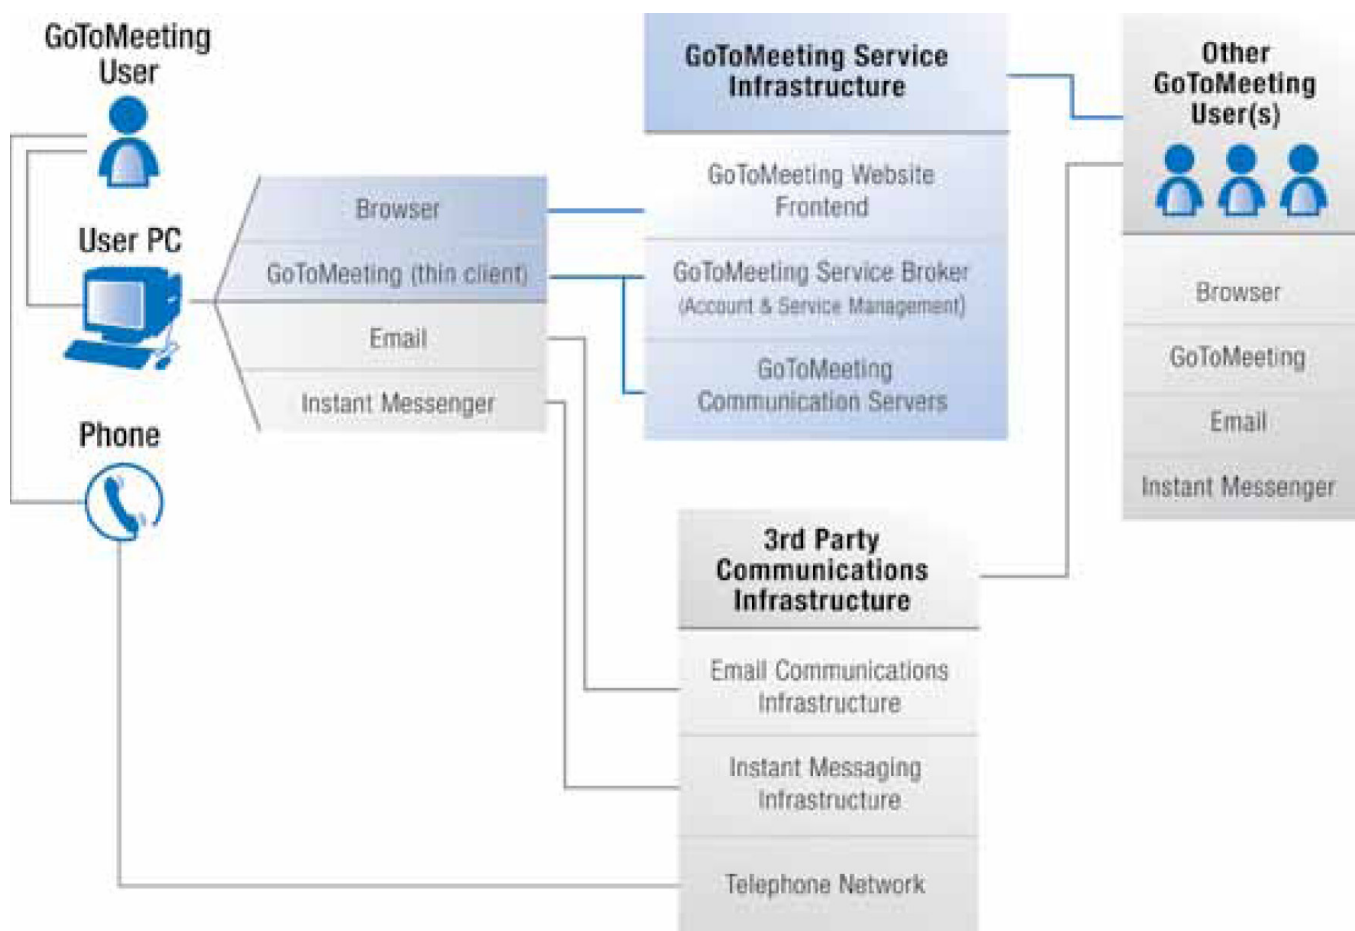 GoToMeeting
User
User PC
Phone
Browser
GoToMeeting (thin client)
Email
Instant Messenger
GoToMeeting Service
Infrastructure
GoToMeeting Website
Frontend
GoToMeeting Service Broker
(Account & Service Management)
GoToMeeting
Communication Servers
3rd Party
Communications
Infrastructure
Email Communications
Infrastructure
Instant Messaging
Infrastructure
Telephone Network
Other
GoToMeeting
User(s)
Browser
GoToMeeting
Email
Instant Messenger